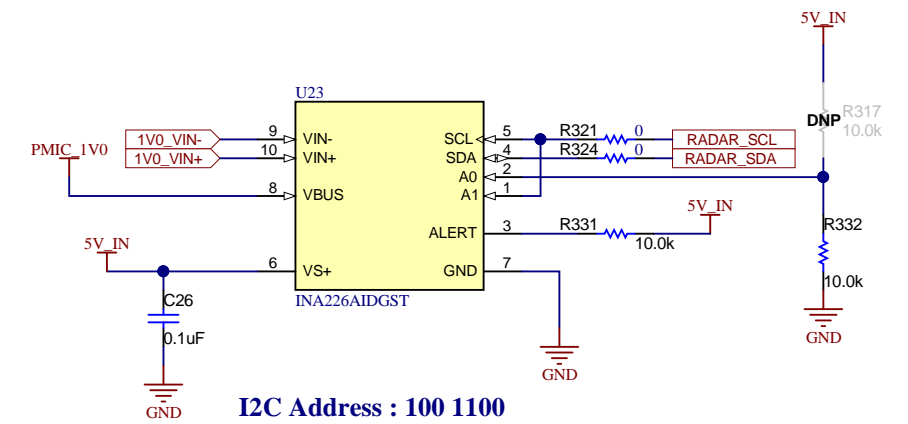 5V_IN
U23
R317
DNP
10.0k
1V0_VIN- 9 VIN- SCL 5 R321 0 RADAR_SCL
PMIC_1V0
1V0_VIN+ 10 VIN+ SDA 4 R324 0 RADAR_SDA
A0 2
8 VBUS A1 1
5V_IN
ALERT 3 R331 10.0k
R332
10.0k
5V_IN
6 VS+ GND 7
INA226AIDGST
C26
0.1uF
GND
GND
GND
I2C Address : 100 1100